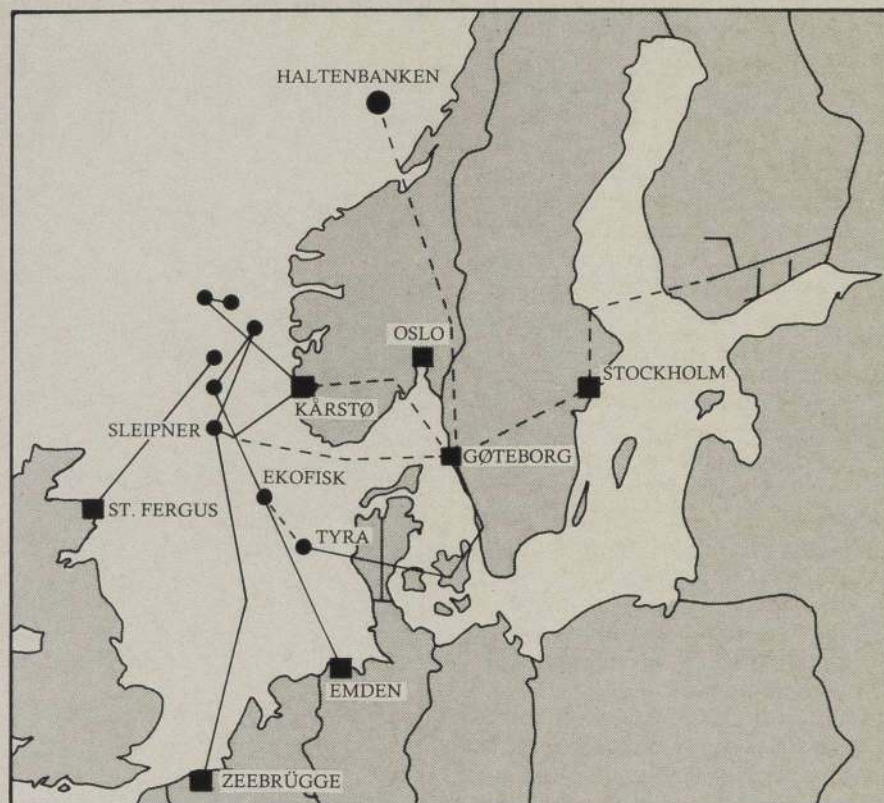 HALTENBANKEN
OSLO
KÅRSTØ
STOCKHOLM
SLEIPNER
GØTEBORG
EKOFISK
ST. FERGUS
TYRA
EMDEN
ZEEBRÜGGE